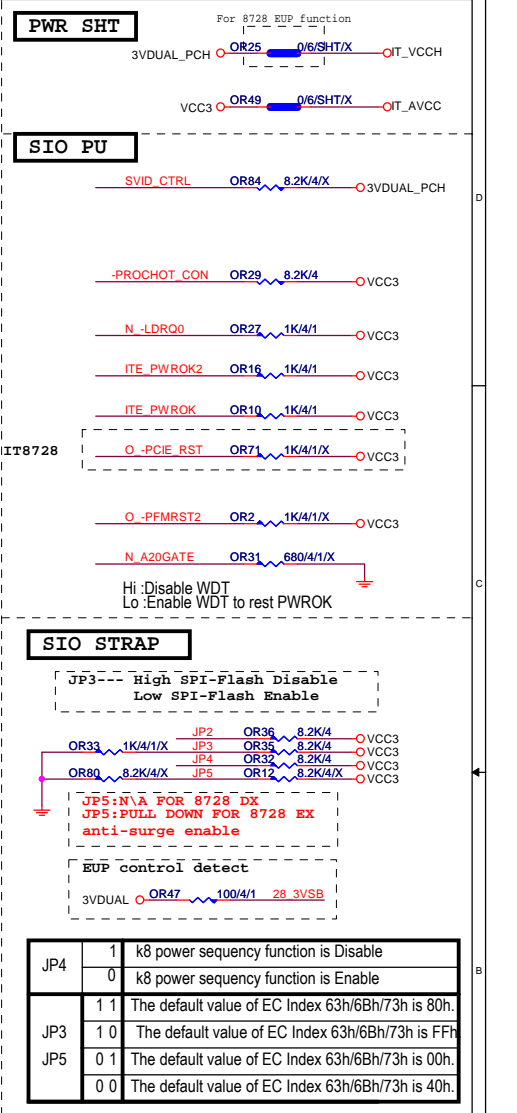 PWR SHT
For 8728 EUP function
3VDUAL_PCH OR25 0/6/SHT/X IT_VCCH
VCC3 OR49 0/6/SHT/X IT_AVCC
SIO PU
SVID_CTRL OR84 8.2K/4/X 3VDUAL_PCH
D
-PROCHOT_CON OR29 8.2K/4 VCC3
N_-LDRQ0 OR27 1K/4/1 VCC3
ITE_PWROK2 OR16 1K/4/1 VCC3
ITE_PWROK OR10 1K/4/1 VCC3
IT8728 O_-PCIE_RST OR71 1K/4/1/X VCC3
O_-PFMRST2 OR2 1K/4/1/X VCC3
N_A20GATE OR31 680/4/1/X
Hi :Disable WDT
C
Lo :Enable WDT to rest PWROK
SIO STRAP
JP3--- High SPI-Flash Disable
Low SPI-Flash Enable
JP2 OR36 8.2K/4 VCC3
OR33 1K/4/1/X JP3 OR35 8.2K/4 VCC3
JP4 OR32 8.2K/4 VCC3
OR80 8.2K/4/X JP5 OR12 8.2K/4/X VCC3
JP5:N\A FOR 8728 DX
JP5:PULL DOWN FOR 8728 EX
anti-surge enable
EUP control detect
3VDUAL OR47 100/4/1 28_3VSB
JP4 1 k8 power sequency function is Disable
0 k8 power sequency function is Enable
B
1 1 The default value of EC Index 63h/6Bh/73h is 80h.
JP3 1 0 The default value of EC Index 63h/6Bh/73h is FFh
JP5 0 1 The default value of EC Index 63h/6Bh/73h is 00h.
0 0 The default value of EC Index 63h/6Bh/73h is 40h.